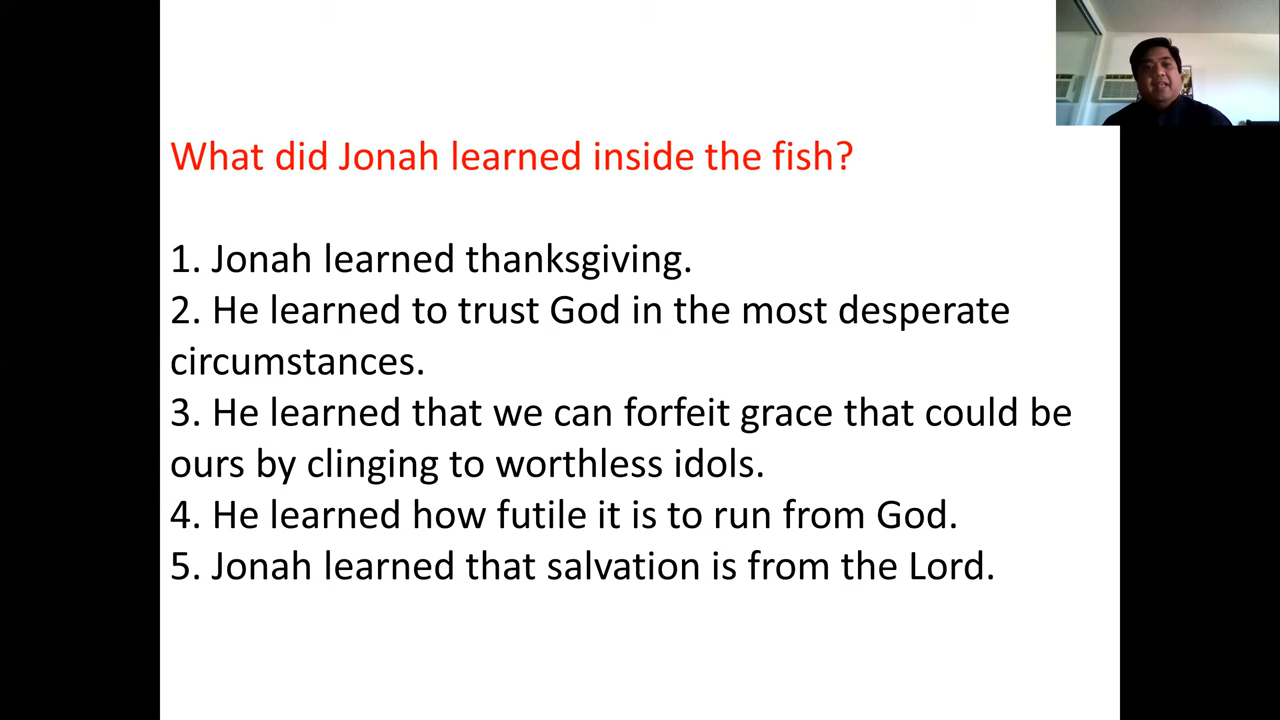 What did Jonah learned inside the fish?
1. Jonah learned thanksgiving.
2. He learned to trust God in the most desperate
circumstances.
3. He learned that we can forfeit grace that could be
ours by clinging to worthless idols.
4. He learned how futile it is to run from God.
5. Jonah learned that salvation is from the Lord.